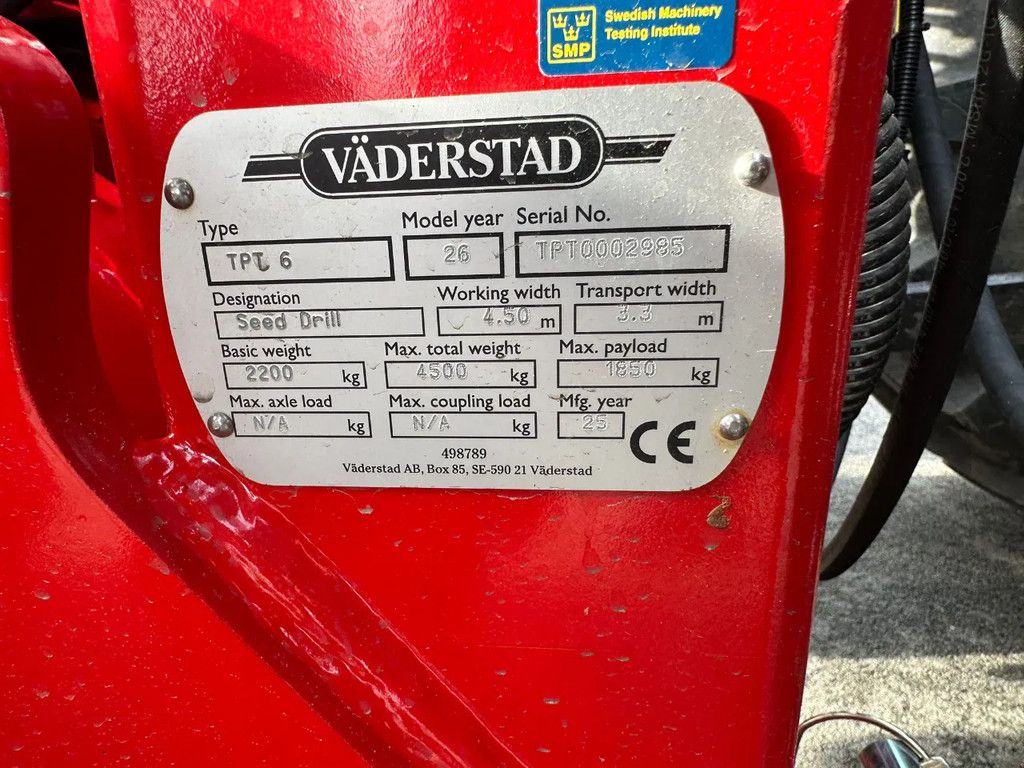 Swedish Machinery
Testing Institute
SMP
VÄDERSTAD
Type Model year Serial No.
TPT 6 26 TPT0002985
Designation Working width Transport width
Seed Drill 4.50 m 3.3 m
Basic weight Max. total weight Max. payload
2200 kg 4500 kg 1850 kg
Max. axle load Max. coupling load Mfg. year
N/A kg N/A kg 25 CE
498789
Väderstad AB, Box 85, SE-590 21 Väderstad